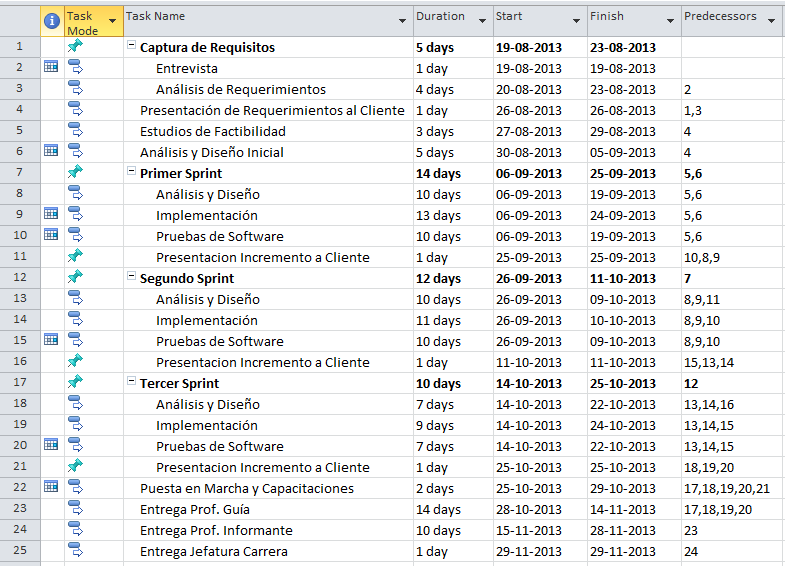 Task Mode Task Name Duration Start Finish Predecessors
1 Captura de Requisitos 5 days 19-08-2013 23-08-2013
2 Entrevista 1 day 19-08-2013 19-08-2013
3 Análisis de Requerimientos 4 days 20-08-2013 23-08-2013 2
4 Presentación de Requerimientos al Cliente 1 day 26-08-2013 26-08-2013 1,3
5 Estudios de Factibilidad 3 days 27-08-2013 29-08-2013 4
6 Análisis y Diseño Inicial 5 days 30-08-2013 05-09-2013 4
7 Primer Sprint 14 days 06-09-2013 25-09-2013 5,6
8 Análisis y Diseño 10 days 06-09-2013 19-09-2013 5,6
9 Implementación 13 days 06-09-2013 24-09-2013 5,6
10 Pruebas de Software 10 days 06-09-2013 19-09-2013 5,6
11 Presentacion Incremento a Cliente 1 day 25-09-2013 25-09-2013 10,8,9
12 Segundo Sprint 12 days 26-09-2013 11-10-2013 7
13 Análisis y Diseño 10 days 26-09-2013 09-10-2013 8,9,11
14 Implementación 11 days 26-09-2013 10-10-2013 8,9,10
15 Pruebas de Software 10 days 26-09-2013 09-10-2013 8,9,10
16 Presentacion Incremento a Cliente 1 day 11-10-2013 11-10-2013 15,13,14
17 Tercer Sprint 10 days 14-10-2013 25-10-2013 12
18 Análisis y Diseño 7 days 14-10-2013 22-10-2013 13,14,16
19 Implementación 9 days 14-10-2013 24-10-2013 13,14,15
20 Pruebas de Software 7 days 14-10-2013 22-10-2013 13,14,15
21 Presentacion Incremento a Cliente 1 day 25-10-2013 25-10-2013 18,19,20
22 Puesta en Marcha y Capacitaciones 2 days 25-10-2013 29-10-2013 17,18,19,20,21
23 Entrega Prof. Guía 14 days 28-10-2013 14-11-2013 17,18,19,20
24 Entrega Prof. Informante 10 days 15-11-2013 28-11-2013 23
25 Entrega Jefatura Carrera 1 day 29-11-2013 29-11-2013 24